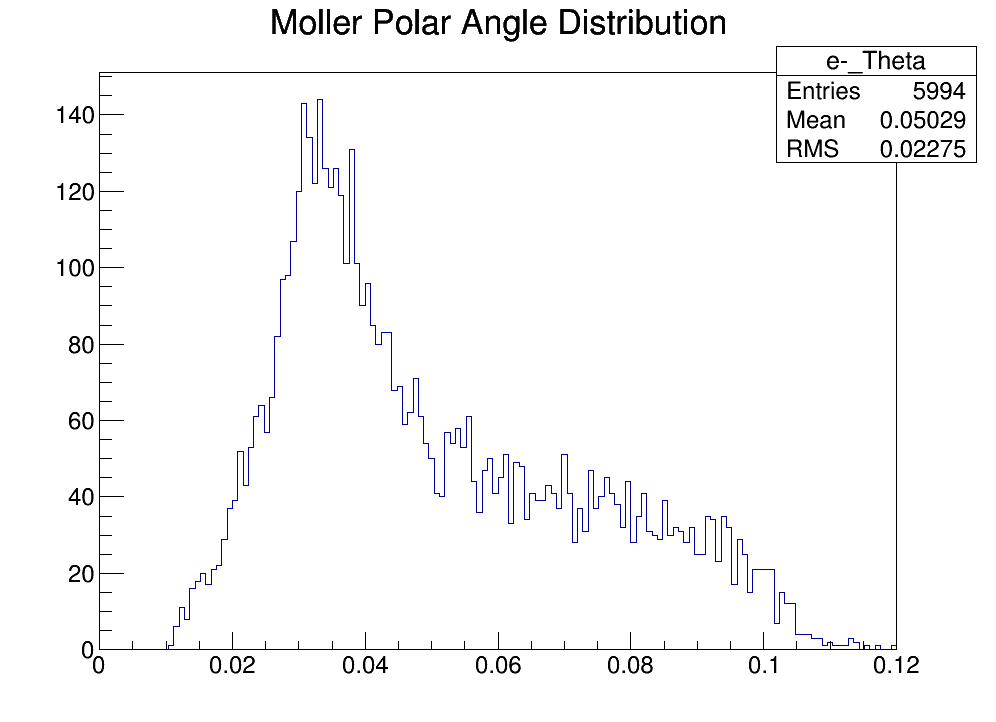 Moller Polar Angle Distribution
e-_Theta
Entries 5994
Mean 0.05029
RMS 0.02275
140
120
100
80
60
40
20
0
0 0.02 0.04 0.06 0.08 0.1 0.12